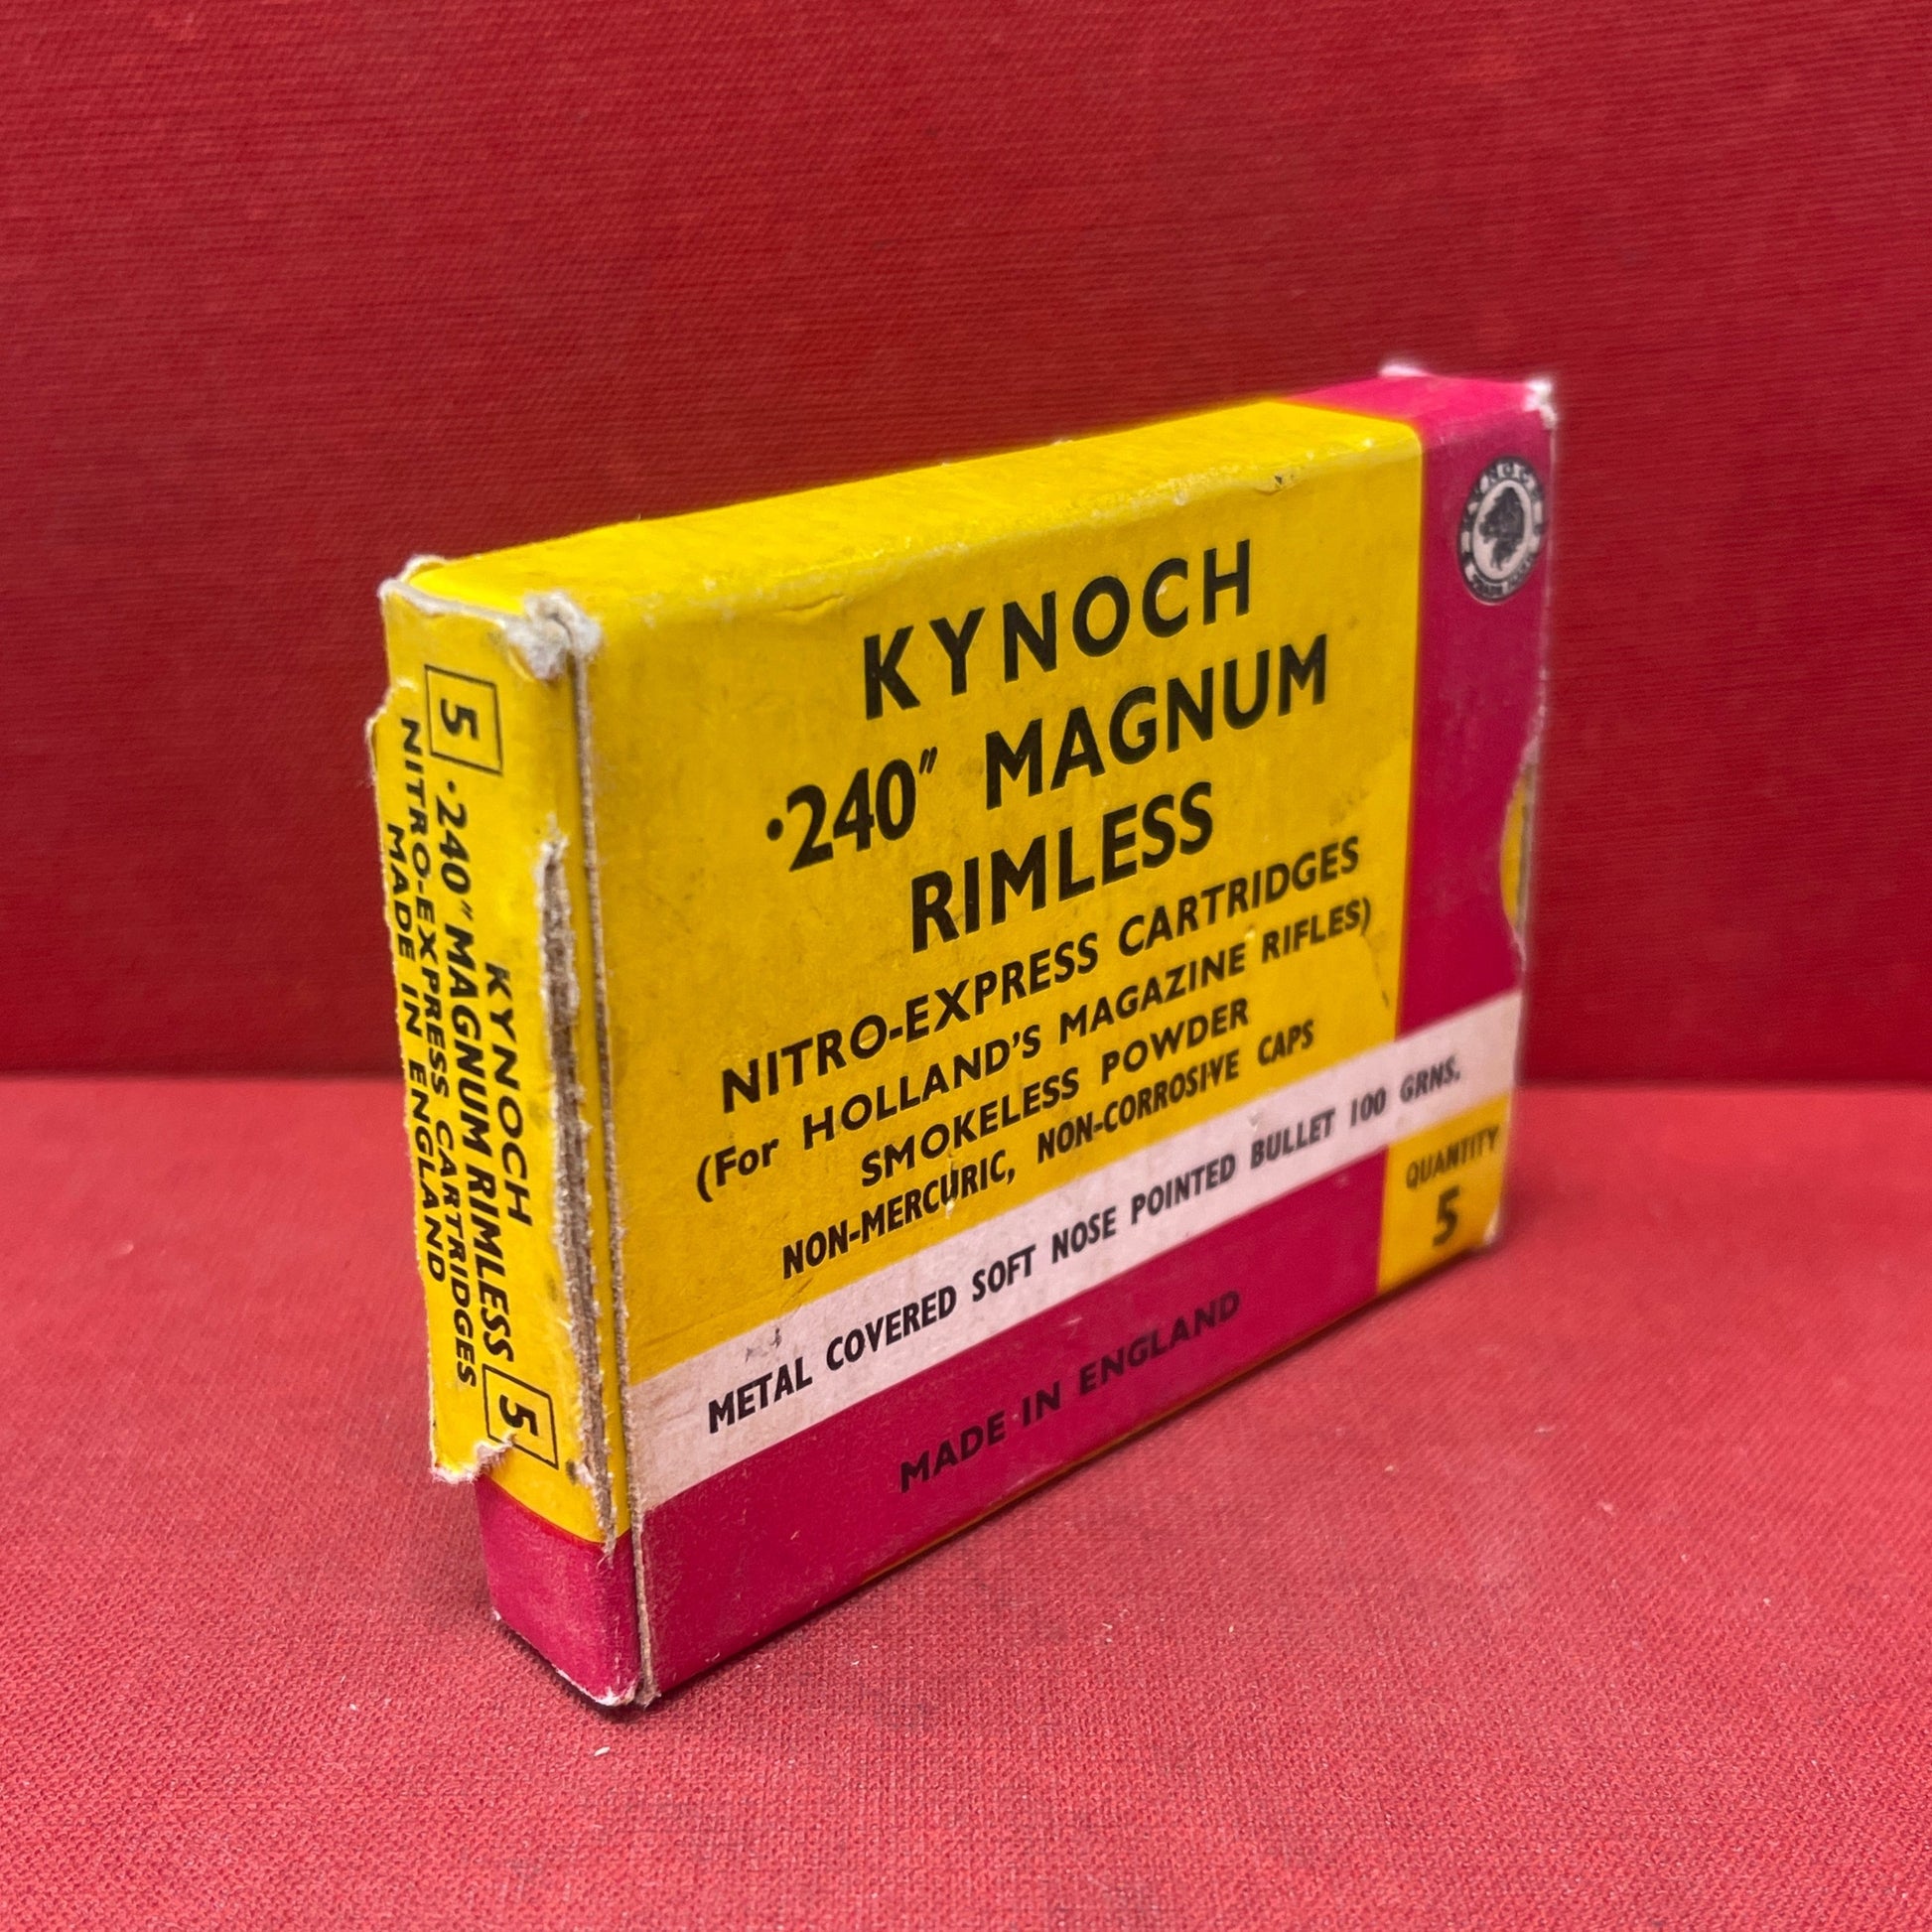 KYNOCH
·240" MAGNUM
RIMLESS
NITRO-EXPRESS CARTRIDGES
(For HOLLAND'S MAGAZINE RIFLES)
SMOKELESS POWDER
NON-MERCURIC, NON-CORROSIVE CAPS
METAL COVERED SOFT NOSE POINTED BULLET 100 GRNS.
MADE IN ENGLAND
QUANTITY
5
KYNOCH
5 ·240" MAGNUM RIMLESS 5
NITRO-EXPRESS CARTRIDGES
MADE IN ENGLAND